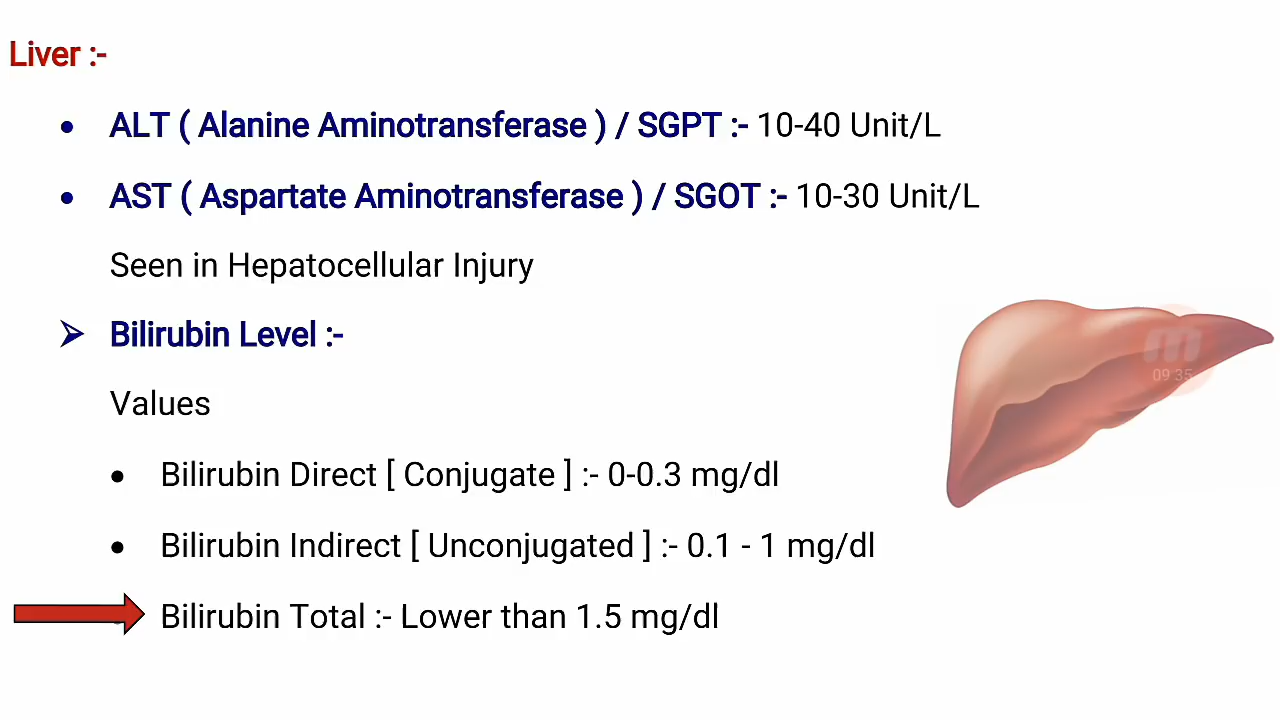 Liver :-
• ALT ( Alanine Aminotransferase ) / SGPT :- 10-40 Unit/L
• AST ( Aspartate Aminotransferase ) / SGOT :- 10-30 Unit/L
Seen in Hepatocellular Injury
➢ Bilirubin Level :-
Values
• Bilirubin Direct [ Conjugate ] :- 0-0.3 mg/dl
• Bilirubin Indirect [ Unconjugated ] :- 0.1 - 1 mg/dl
Bilirubin Total :- Lower than 1.5 mg/dl
m
09:35